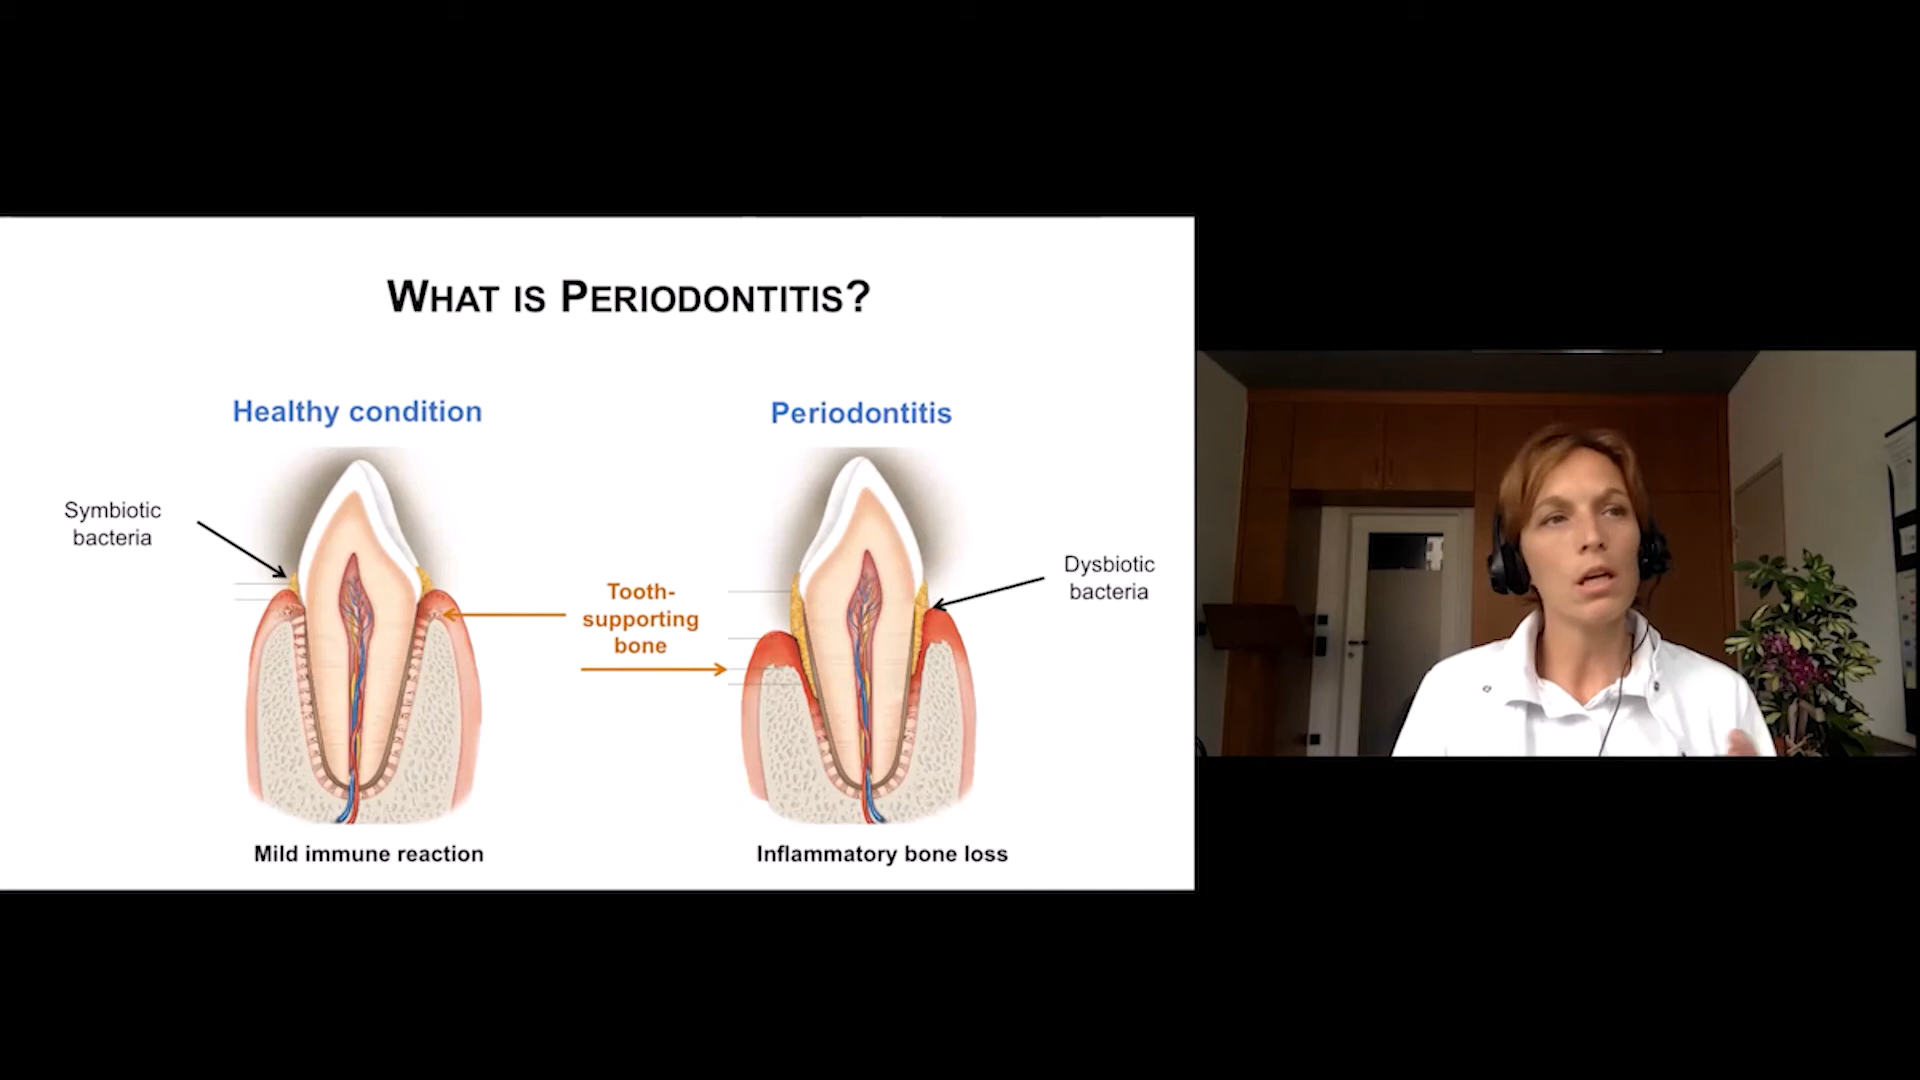 WHAT IS PERIODONTITIS?
Healthy condition
Periodontitis
Symbiotic
bacteria
Tooth-
supporting
bone
Dysbiotic
bacteria
Mild immune reaction
Inflammatory bone loss